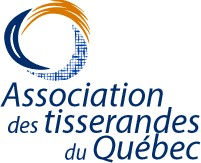 Association
des tisserandes
du Québec